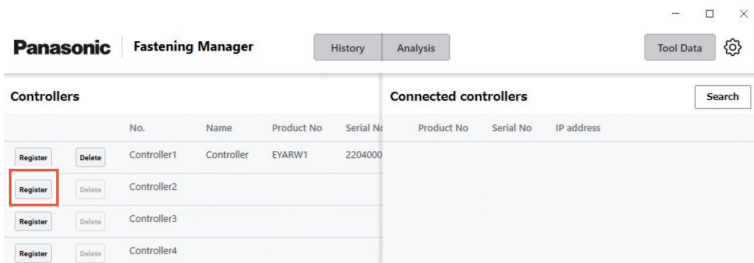 Panasonic Fastening Manager History Analysis Tool Data
Controllers Connected controllers Search
No. Name Product No Serial No Product No Serial No IP address
Register Delete Controller1 Controller EYARW1 2204000
Register Delete Controller2
Register Delete Controller3
Register Delete Controller4